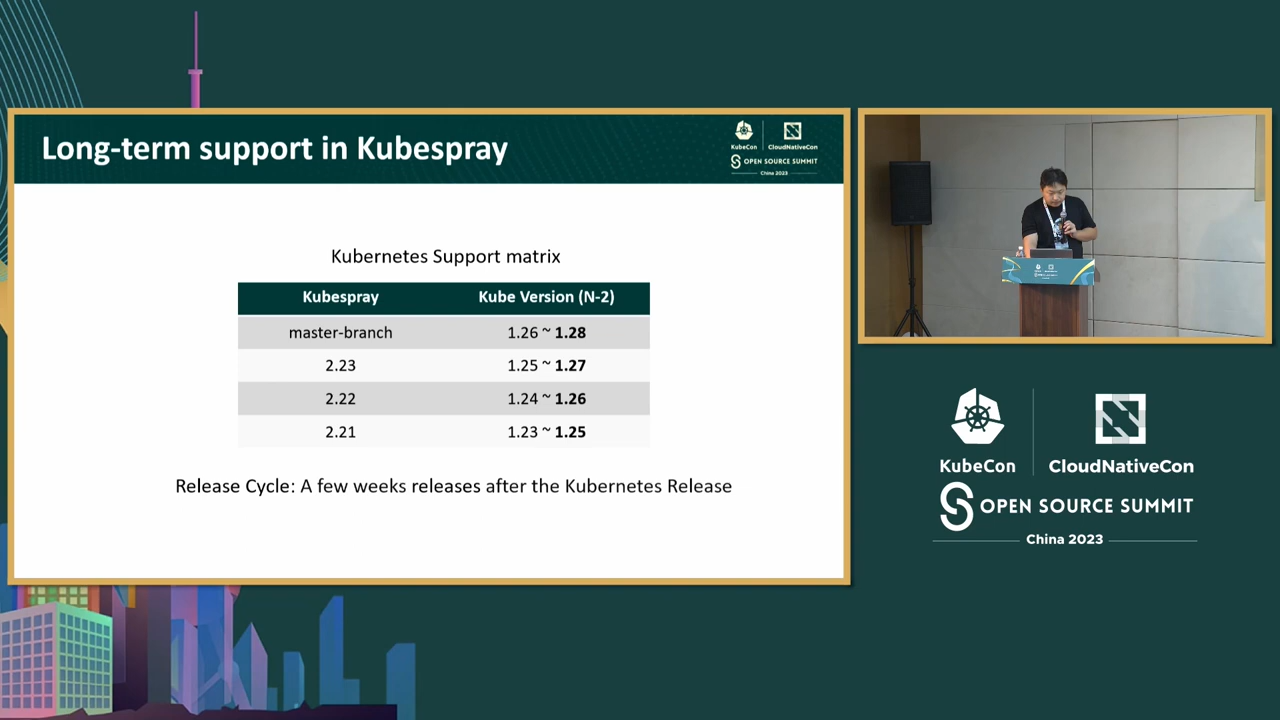 Long-term support in Kubespray
KubeCon
CloudNativeCon
OPEN SOURCE SUMMIT
China 2023
Kubernetes Support matrix
Kubespray Kube Version (N-2)
master-branch 1.26 ~ 1.28
2.23 1.25 ~ 1.27
2.22 1.24 ~ 1.26
2.21 1.23 ~ 1.25
Release Cycle: A few weeks releases after the Kubernetes Release
KubeCon
CloudNativeCon
OPEN SOURCE SUMMIT
China 2023